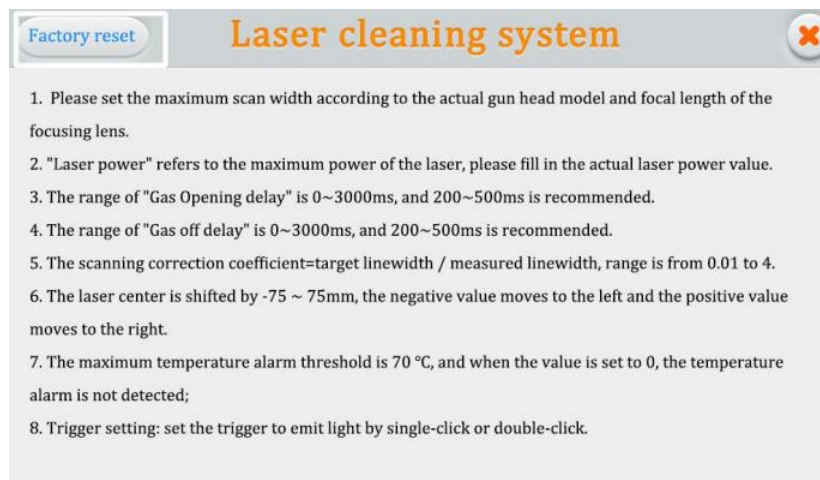 Factory reset
Laser cleaning system
1. Please set the maximum scan width according to the actual gun head model and focal length of the
focusing lens.
2. "Laser power" refers to the maximum power of the laser, please fill in the actual laser power value.
3. The range of "Gas Opening delay" is 0~3000ms, and 200~500ms is recommended.
4. The range of "Gas off delay" is 0~3000ms, and 200~500ms is recommended.
5. The scanning correction coefficient=target linewidth / measured linewidth, range is from 0.01 to 4.
6. The laser center is shifted by -75 ~ 75mm, the negative value moves to the left and the positive value
moves to the right.
7. The maximum temperature alarm threshold is 70 ℃, and when the value is set to 0, the temperature
alarm is not detected;
8. Trigger setting: set the trigger to emit light by single-click or double-click.